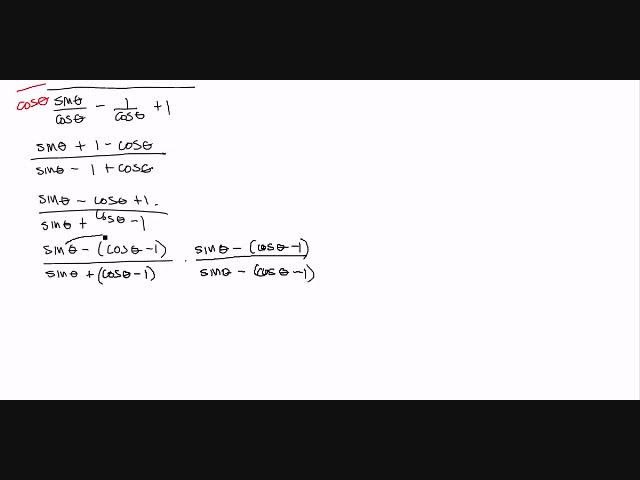 cosθ sinθ/cosθ − 1/cosθ + 1
sinθ + 1 − cosθ
sinθ − 1 + cosθ
sinθ − cosθ + 1
sinθ + cosθ − 1
sinθ − (cosθ − 1) · sinθ − (cosθ − 1)
sinθ + (cosθ − 1) sinθ − (cosθ − 1)